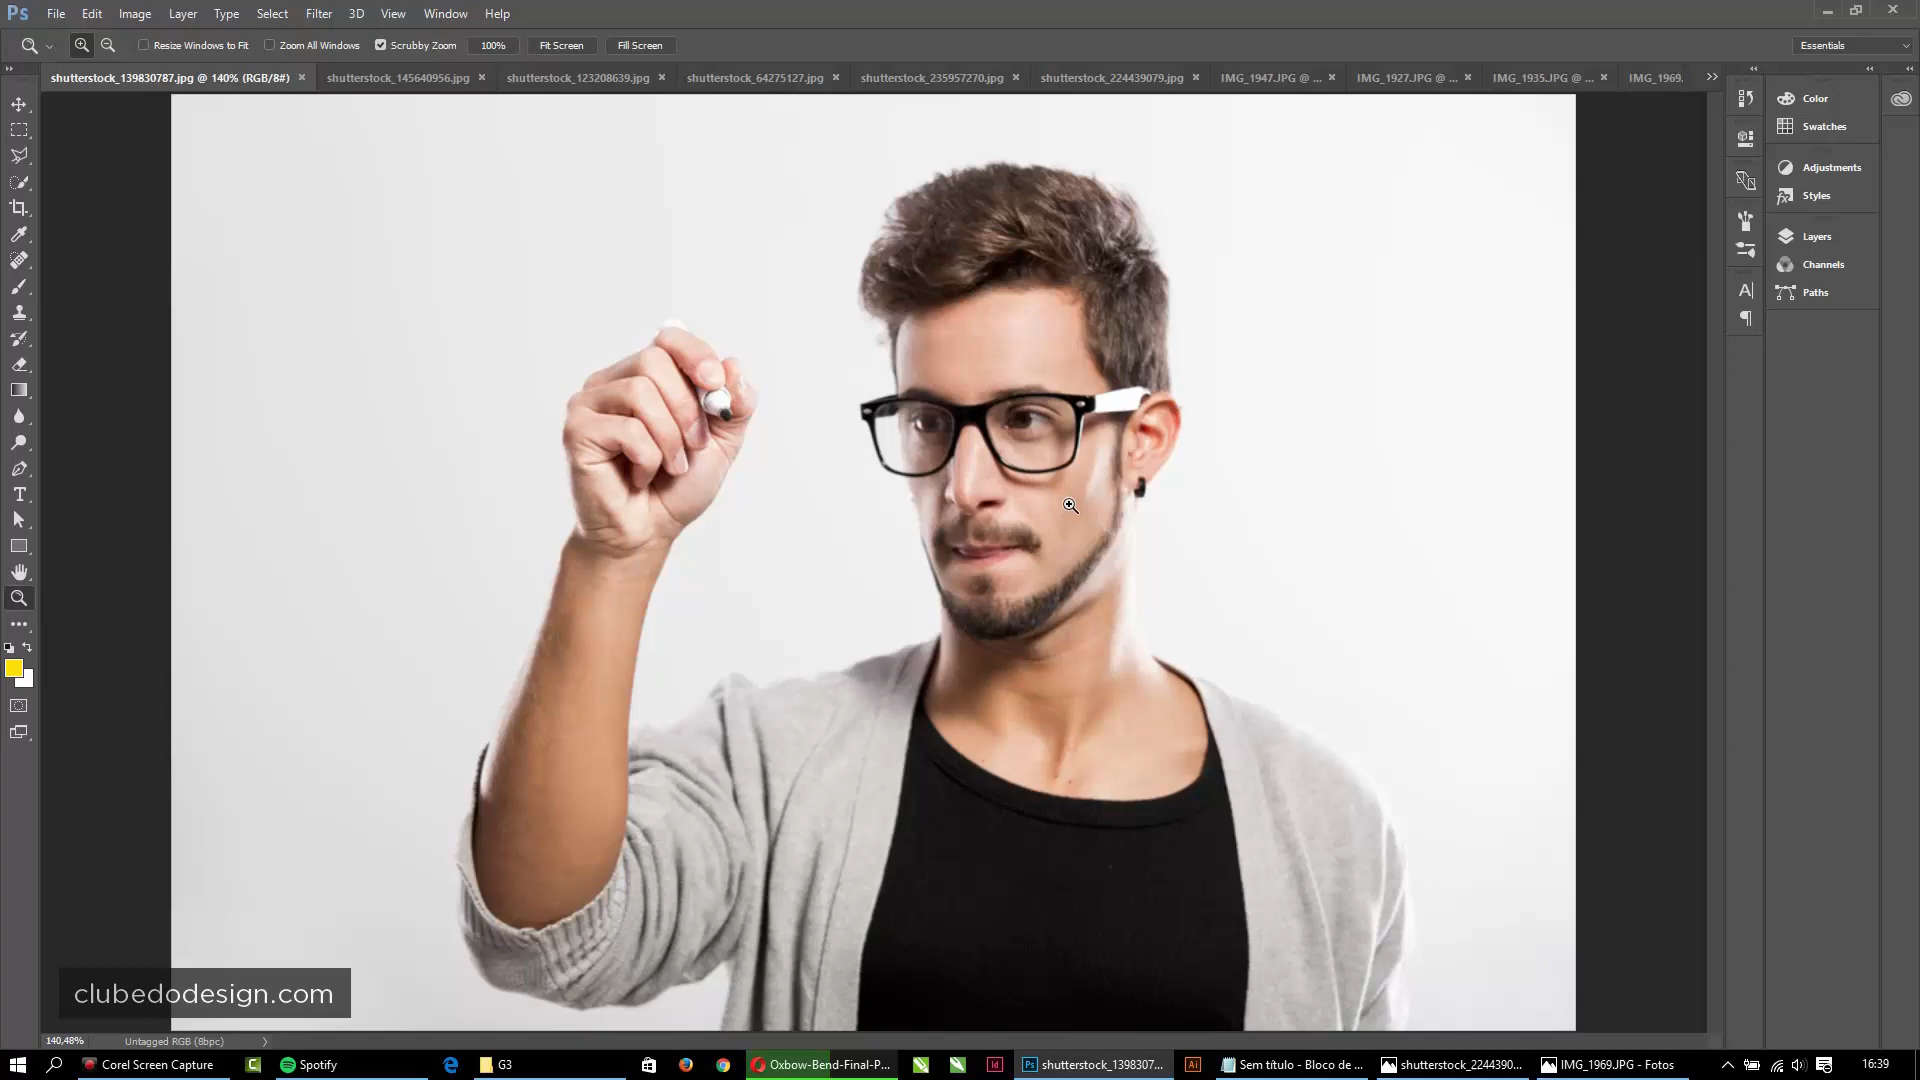 Ps File Edit Image Layer Type Select Filter 3D View Window Help
Resize Windows to Fit Zoom All Windows Scrubby Zoom 100% Fit Screen Fill Screen Essentials
shutterstock_139830787.jpg @ 140% (RGB/8#) shutterstock_145640956.jpg shutterstock_123208639.jpg shutterstock_64275127.jpg shutterstock_235957270.jpg shutterstock_224439079.jpg IMG_1947.JPG @ ... IMG_1927.JPG @ ... IMG_1935.JPG @ ... IMG_1969.
Color
Swatches
Adjustments
Styles
Layers
Channels
Paths
clubedodesign.com
140,48% Untagged RGB (8bpc)
Corel Screen Capture Spotify G3 Oxbow-Bend-Final-P... Id Ps shutterstock_1398307... Ai Sem título - Bloco de ... shutterstock_2244390... IMG_1969.JPG - Fotos 16:39